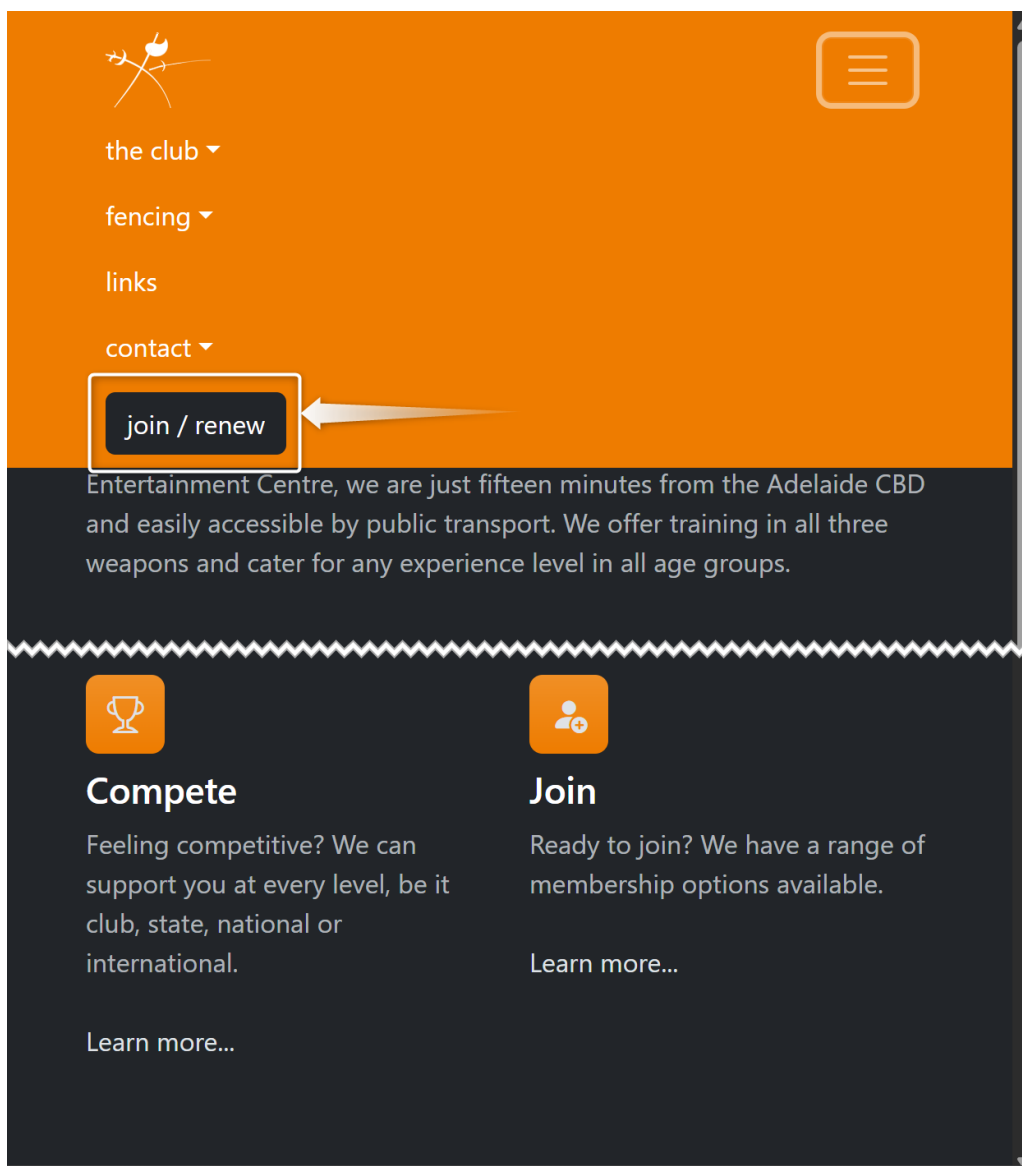 the club
fencing
links
contact
join / renew
Entertainment Centre, we are just fifteen minutes from the Adelaide CBD
and easily accessible by public transport. We offer training in all three
weapons and cater for any experience level in all age groups.
Compete
Feeling competitive? We can
support you at every level, be it
club, state, national or
international.
Learn more...
Join
Ready to join? We have a range of
membership options available.
Learn more...